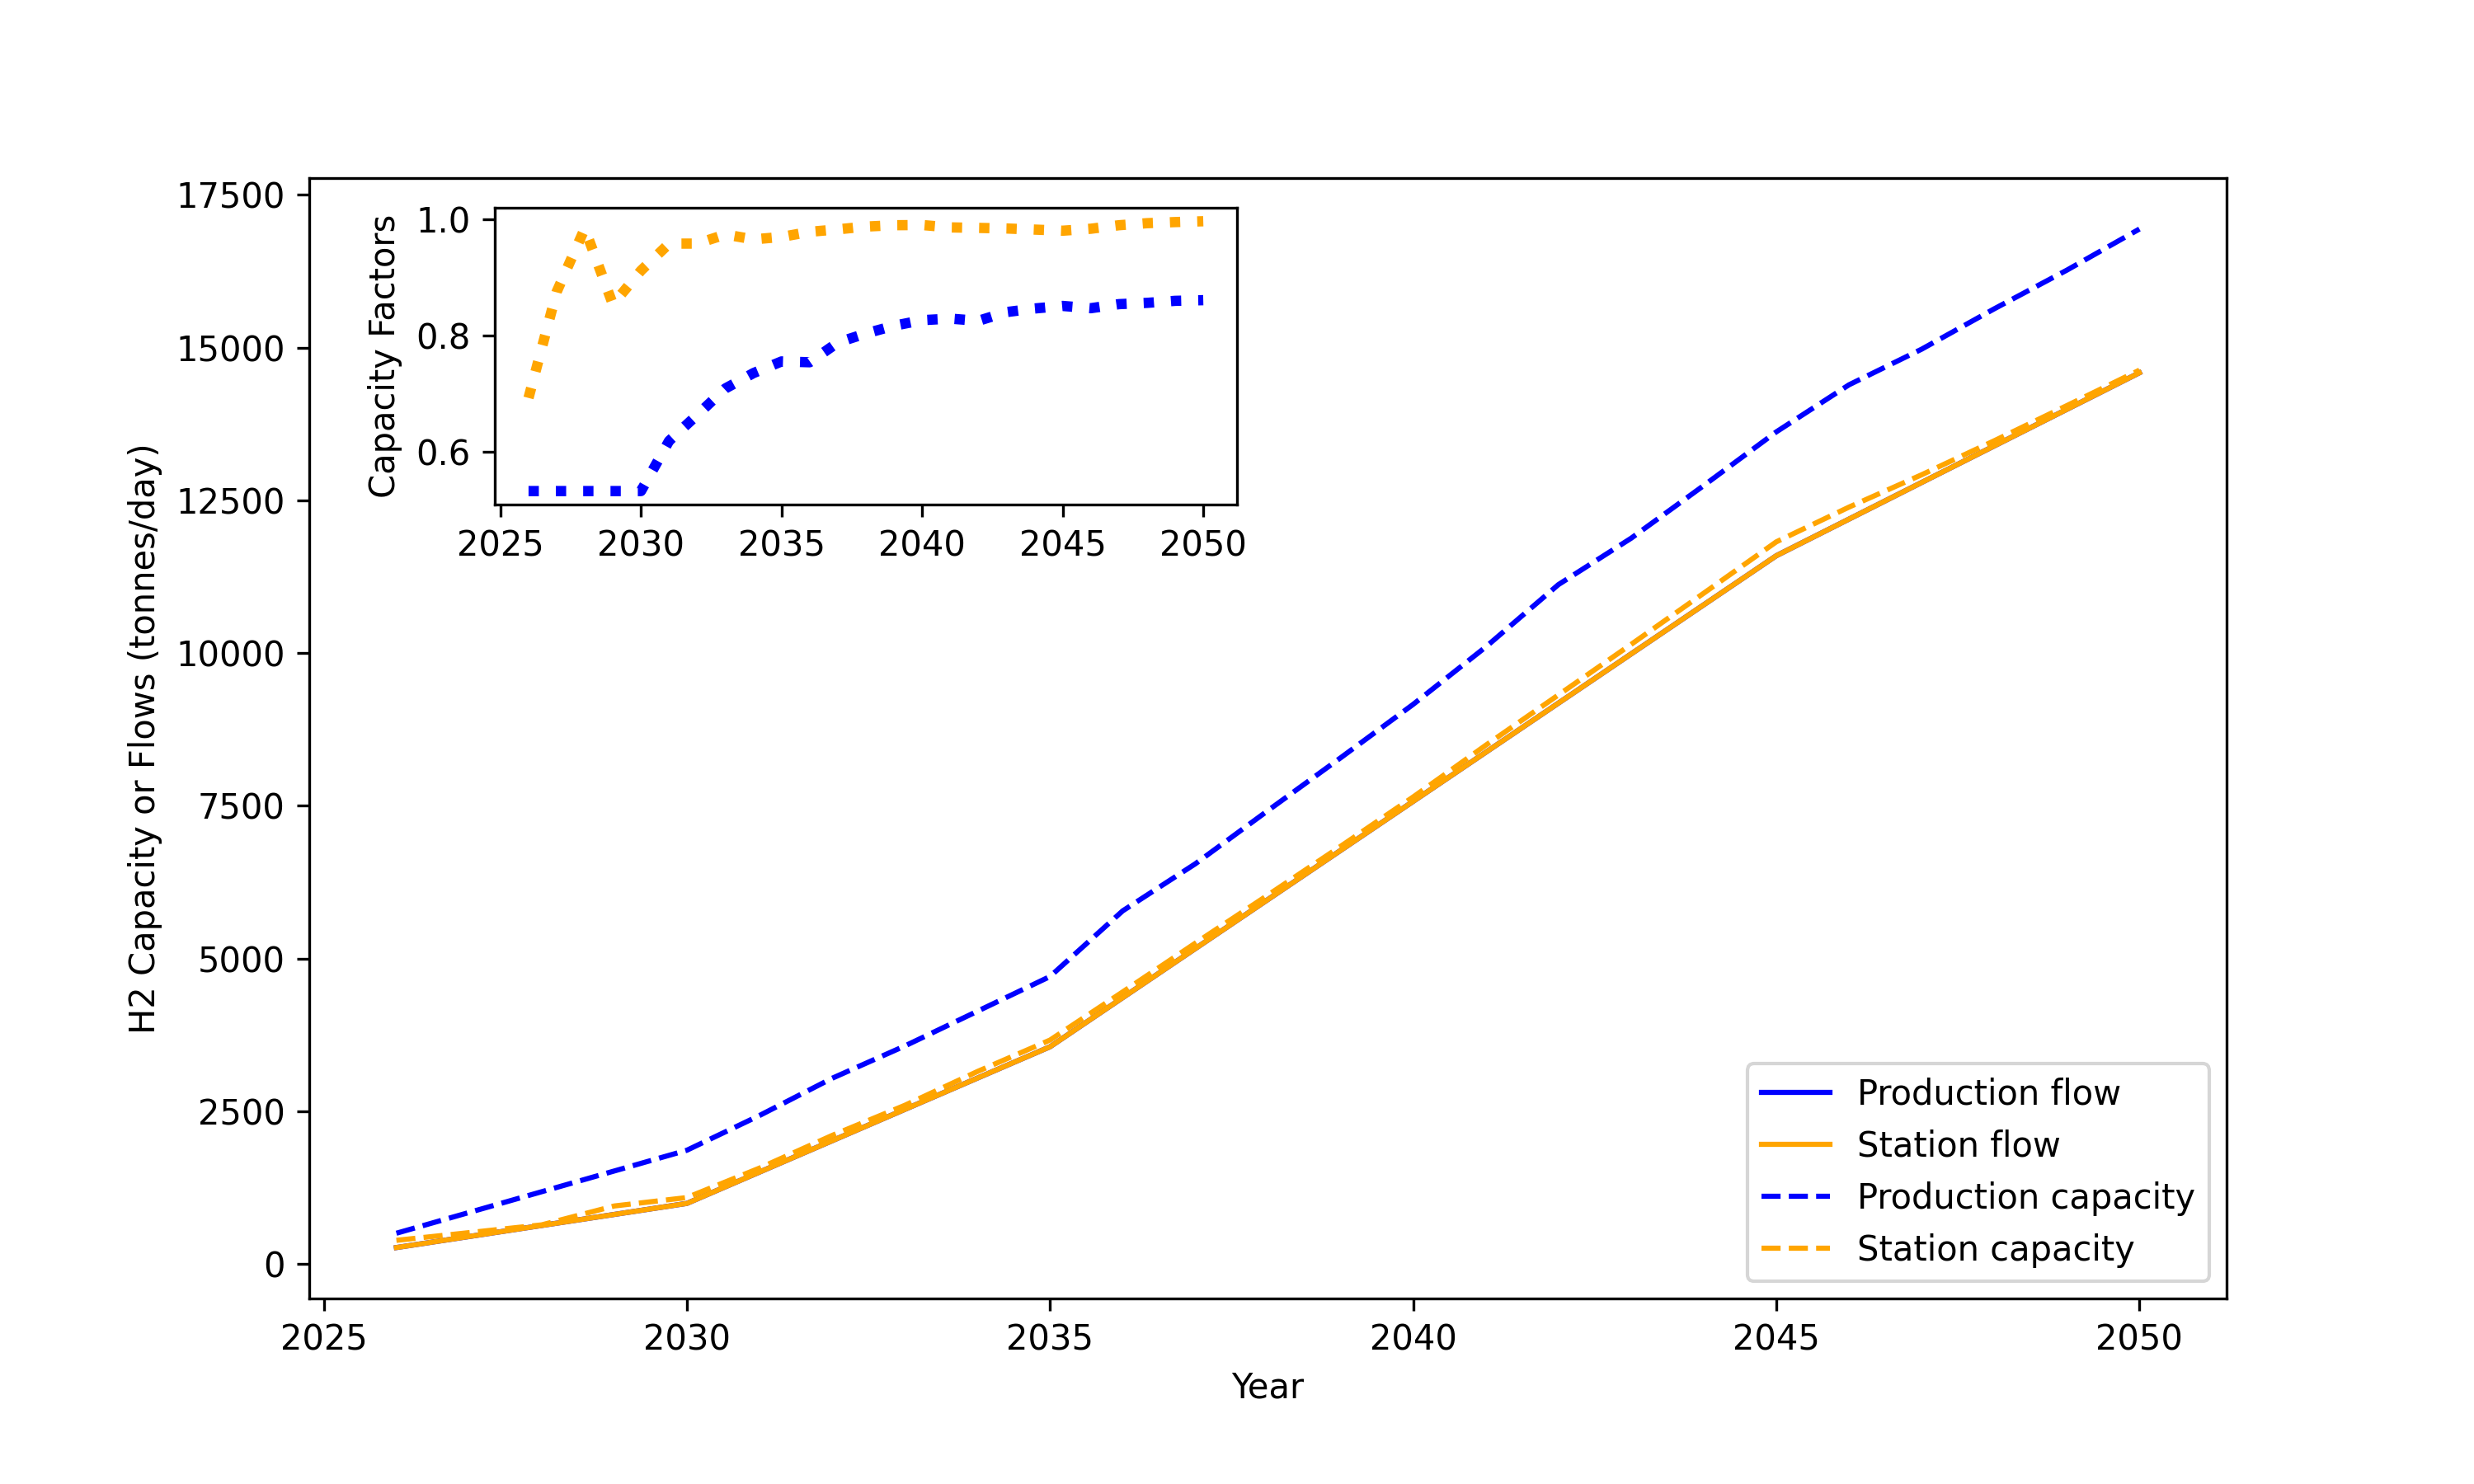 17500
15000
12500
10000
7500
5000
2500
0
H2 Capacity or Flows (tonnes/day)
1.0
0.8
0.6
Capacity Factors
2025 2030 2035 2040 2045 2050
Production flow
Station flow
Production capacity
Station capacity
2025 2030 2035 2040 2045 2050
Year